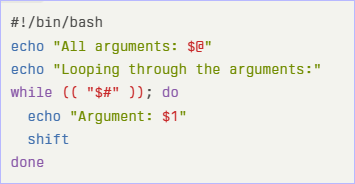 #!/bin/bash
echo "All arguments: $@"
echo "Looping through the arguments:"
while (( "$#" )); do
  echo "Argument: $1"
  shift
done